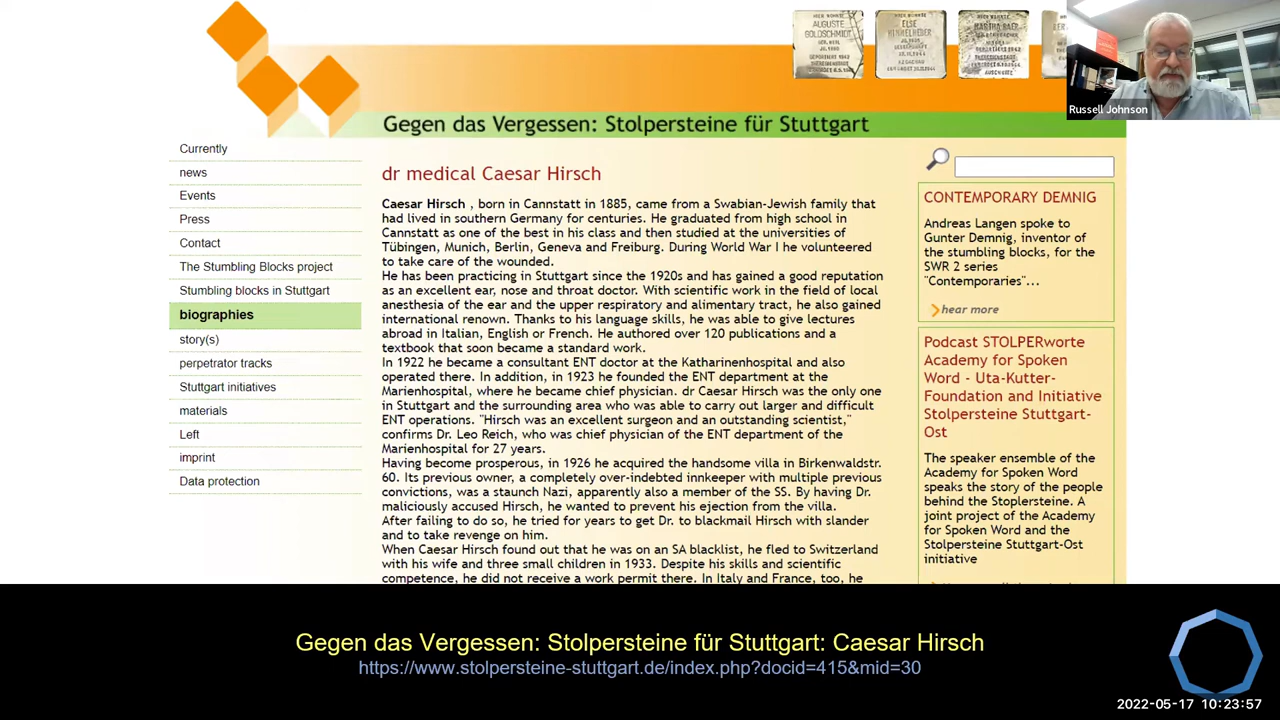 HIER WOHNTE
AUGUSTE
GOLDSCHMIDT
HIER WOHNTE
ELSE
HIMMELHEBER
HIER WOHNTE
MARTHA BAER
Russell Johnson
Gegen das Vergessen: Stolpersteine für Stuttgart
Currently
news
Events
Press
Contact
The Stumbling Blocks project
Stumbling blocks in Stuttgart
biographies
story(s)
perpetrator tracks
Stuttgart initiatives
materials
Left
imprint
Data protection
dr medical Caesar Hirsch
Caesar Hirsch , born in Cannstatt in 1885, came from a Swabian-Jewish family that
had lived in southern Germany for centuries. He graduated from high school in
Cannstatt as one of the best in his class and then studied at the universities of
Tübingen, Munich, Berlin, Geneva and Freiburg. During World War I he volunteered
to take care of the wounded.
He has been practicing in Stuttgart since the 1920s and has gained a good reputation
as an excellent ear, nose and throat doctor. With scientific work in the field of local
anesthesia of the ear and the upper respiratory and alimentary tract, he also gained
international renown. Thanks to his language skills, he was able to give lectures
abroad in Italian, English or French. He authored over 120 publications and a
textbook that soon became a standard work.
In 1922 he became a consultant ENT doctor at the Katharinenhospital and also
operated there. In addition, in 1923 he founded the ENT department at the
Marienhospital, where he became chief physician. dr Caesar Hirsch was the only one
in Stuttgart and the surrounding area who was able to carry out larger and difficult
ENT operations. "Hirsch was an excellent surgeon and an outstanding scientist,"
confirms Dr. Leo Reich, who was chief physician of the ENT department of the
Marienhospital for 27 years.
Having become prosperous, in 1926 he acquired the handsome villa in Birkenwaldstr.
60. Its previous owner, a completely over-indebted innkeeper with multiple previous
convictions, was a staunch Nazi, apparently also a member of the SS. By having Dr.
maliciously accused Hirsch, he wanted to prevent his ejection from the villa.
After failing to do so, he tried for years to get Dr. to blackmail Hirsch with slander
and to take revenge on him.
When Caesar Hirsch found out that he was on an SA blacklist, he fled to Switzerland
with his wife and three small children in 1933. Despite his skills and scientific
competence, he did not receive a work permit there. In Italy and France, too, he
CONTEMPORARY DEMNIG
Andreas Langen spoke to
Gunter Demnig, inventor of
the stumbling blocks, for the
SWR 2 series
"Contemporaries"...
hear more
Podcast STOLPERworte
Academy for Spoken
Word - Uta-Kutter-
Foundation and Initiative
Stolpersteine Stuttgart-
Ost
The speaker ensemble of the
Academy for Spoken Word
speaks the story of the people
behind the Stoplersteine. A
joint project of the Academy
for Spoken Word and the
Stolpersteine Stuttgart-Ost
initiative
Gegen das Vergessen: Stolpersteine für Stuttgart: Caesar Hirsch
https://www.stolpersteine-stuttgart.de/index.php?docid=415&mid=30
2022-05-17 10:23:57